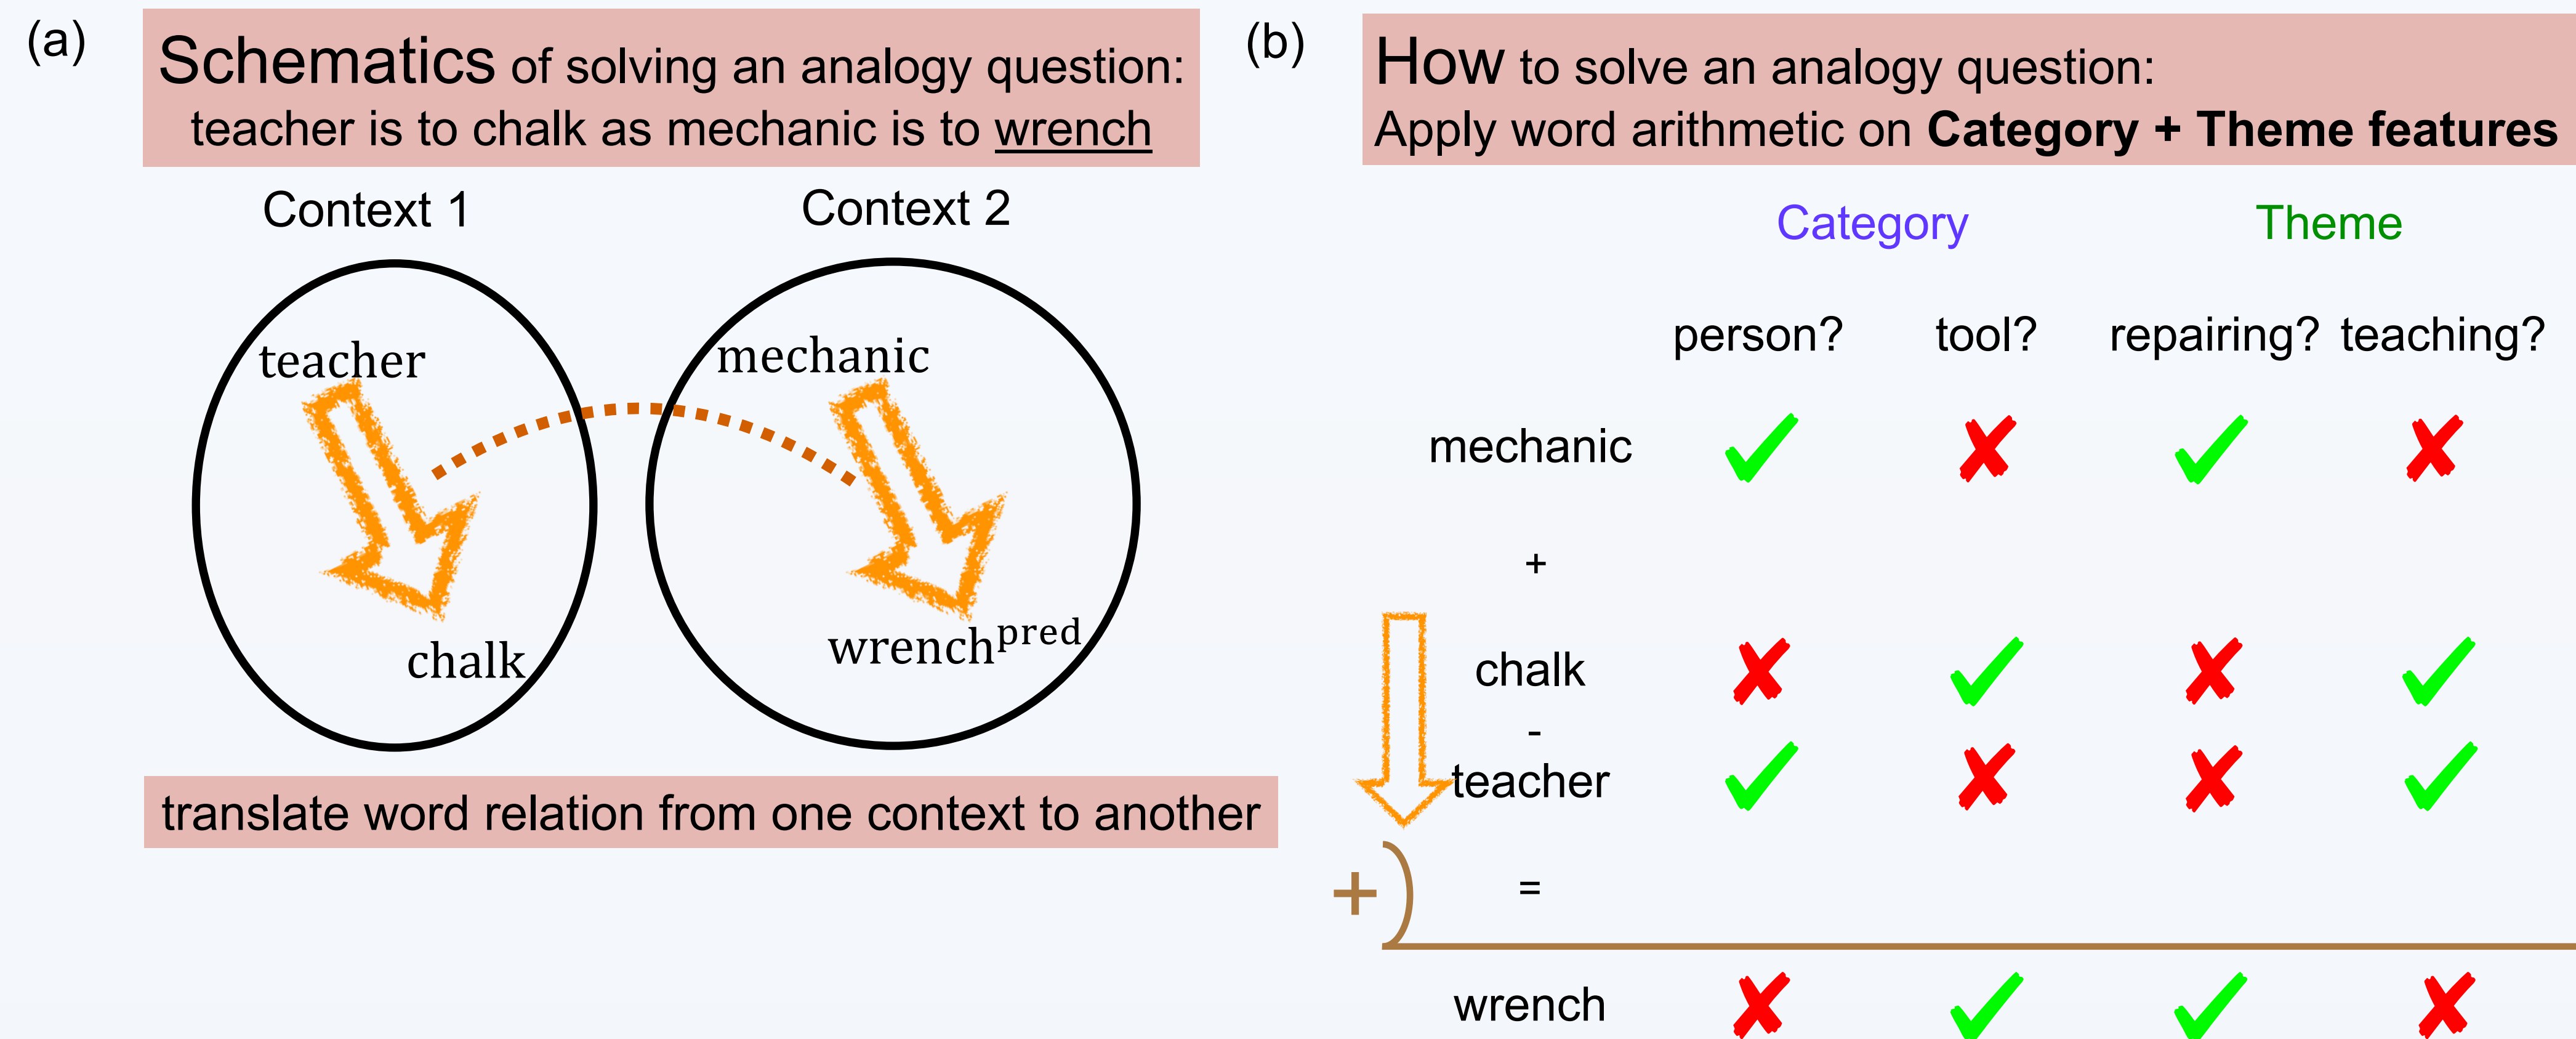 (a)
Schematics of solving an analogy question:
teacher is to chalk as mechanic is to wrench
Context 1
Context 2
teacher
chalk
mechanic
wrenchpred
translate word relation from one context to another
(b)
How to solve an analogy question:
Apply word arithmetic on Category + Theme features
Category
Theme
person?
tool?
repairing?
teaching?
mechanic
+
chalk
-
teacher
+
=
wrench